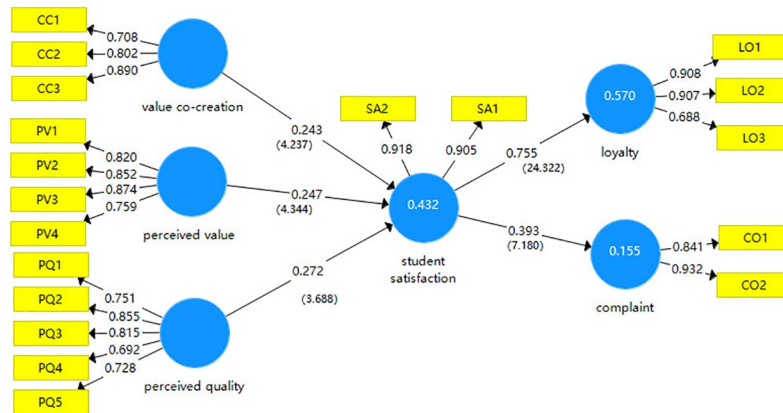 CC1
0.708
CC2
0.802
CC3
0.890
value co-creation
PV1
0.820
PV2
0.852
PV3
0.874
PV4
0.759
perceived value
PQ1
0.751
PQ2
0.855
PQ3
0.815
PQ4
0.692
PQ5
0.728
perceived quality
0.243
(4.237)
0.247
(4.344)
0.272
(3.688)
SA2
SA1
0.918
0.905
0.432
student
satisfaction
0.755
(24.322)
0.393
(7.180)
0.570
loyalty
LO1
0.908
LO2
0.907
LO3
0.688
0.155
complaint
CO1
0.841
CO2
0.932